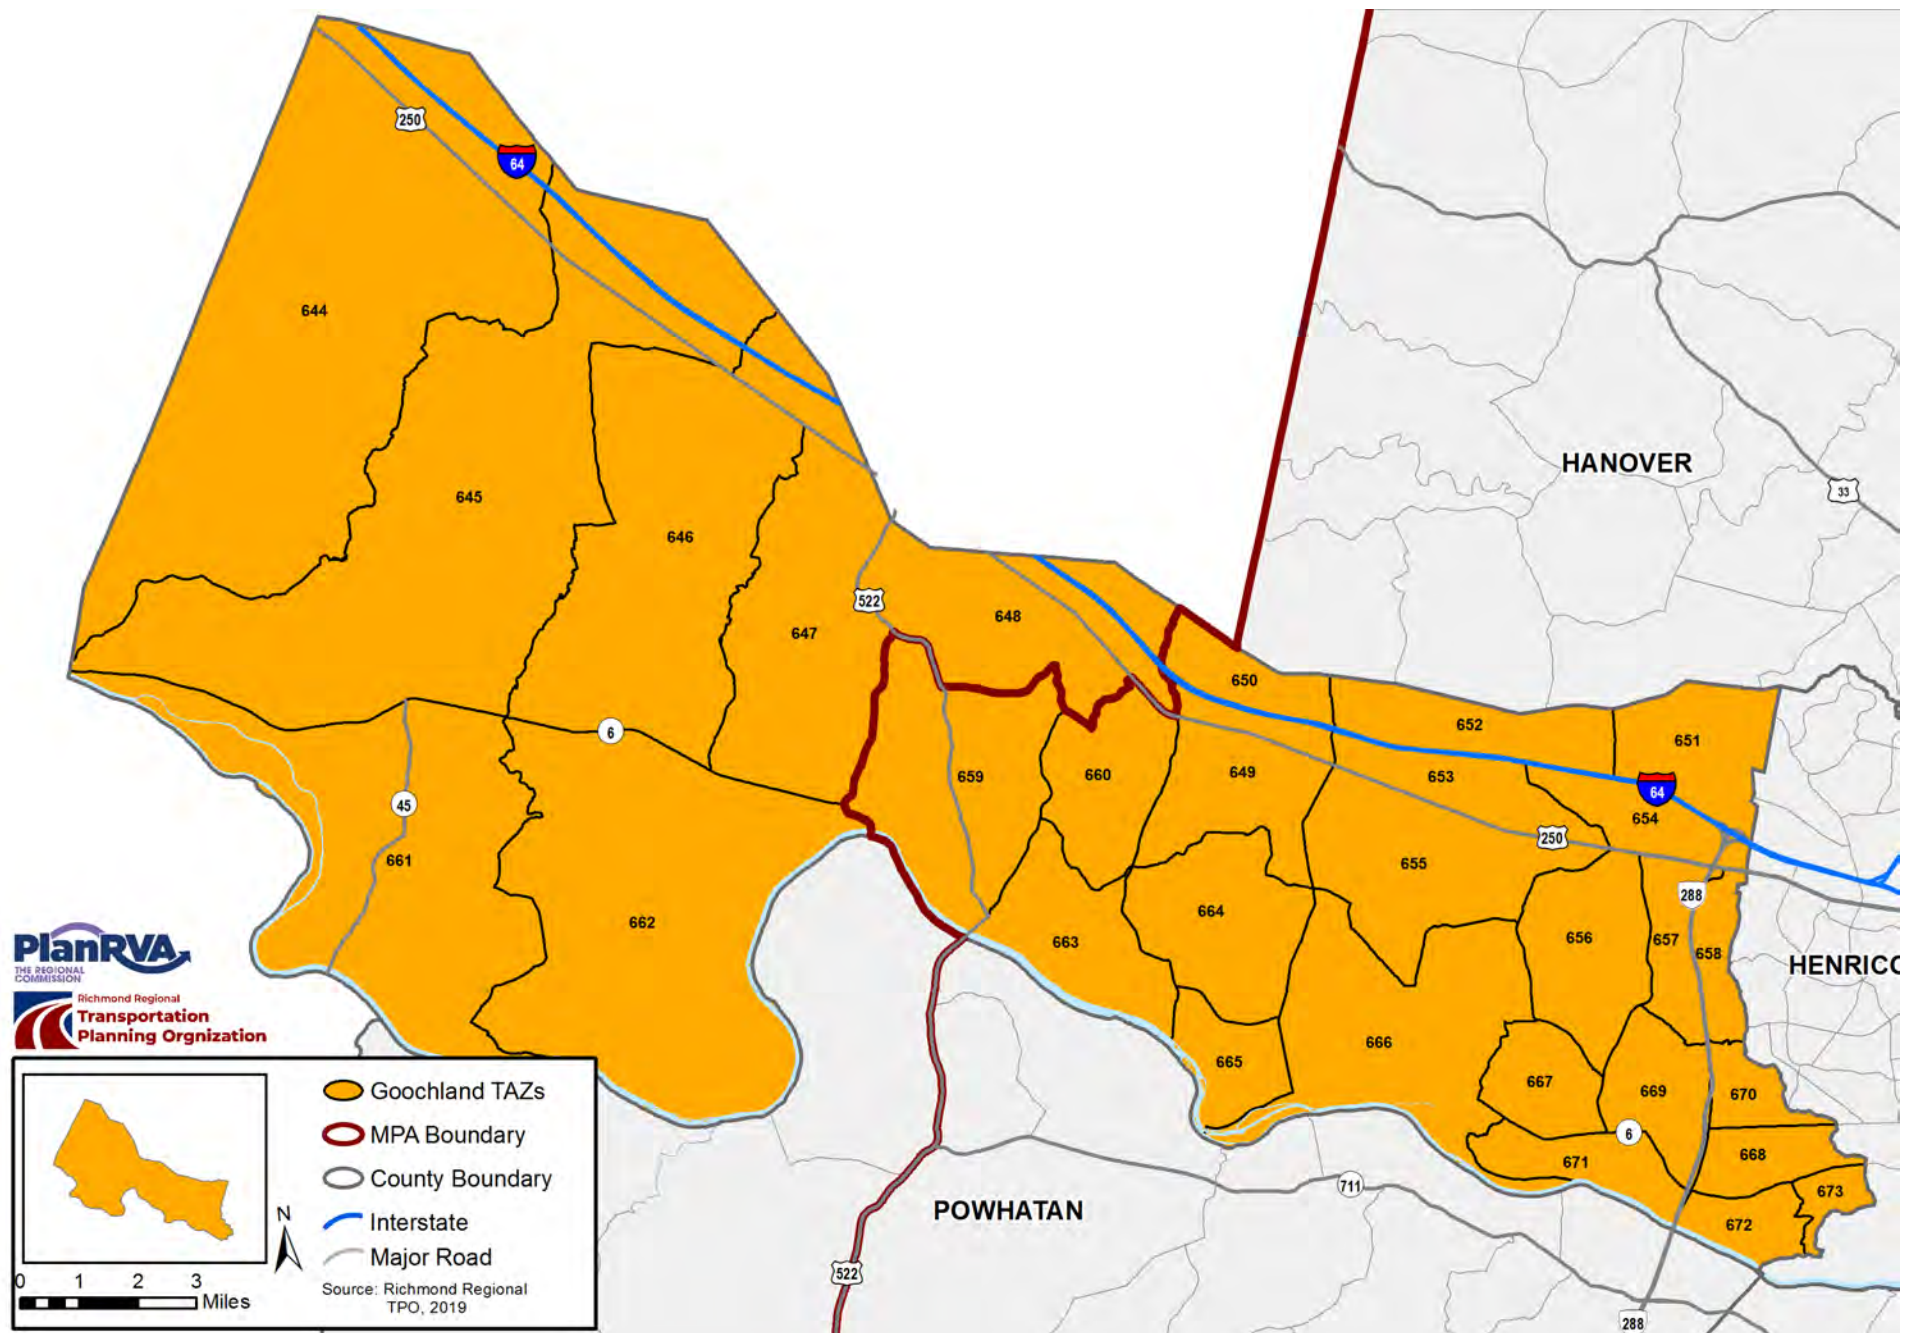 250
64
644
HANOVER
33
645
646
522
648
647
650
652
651
6
659
660
649
653
64
654
250
45
661
655
288
664
662
663
656
657
658
HENRICO
PlanRVA
THE REGIONAL
COMMISSION
Richmond Regional
Transportation
Planning Orgnization
665
666
667
669
670
6
668
671
673
672
711
POWHATAN
522
288
Goochland TAZs
MPA Boundary
County Boundary
Interstate
Major Road
Source: Richmond Regional
TPO, 2019
N
0 1 2 3
Miles